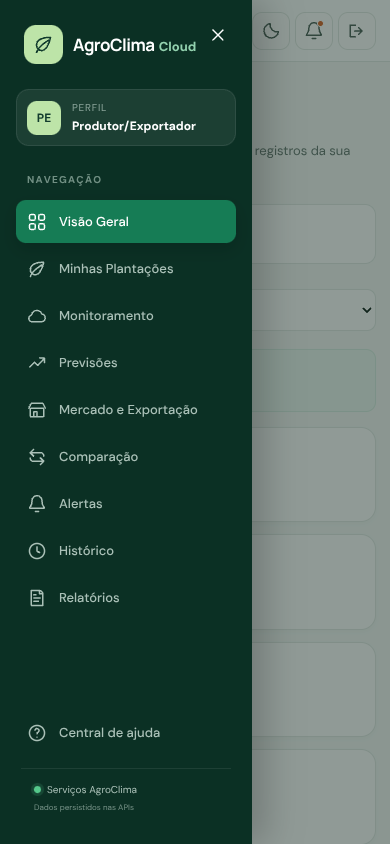 AgroClima Cloud
PE
PERFIL
Produtor/Exportador
NAVEGAÇÃO
Visão Geral
Minhas Plantações
Monitoramento
Previsões
Mercado e Exportação
Comparação
Alertas
Histórico
Relatórios
Central de ajuda
Serviços AgroClima
Dados persistidos nas APIs
registros da sua